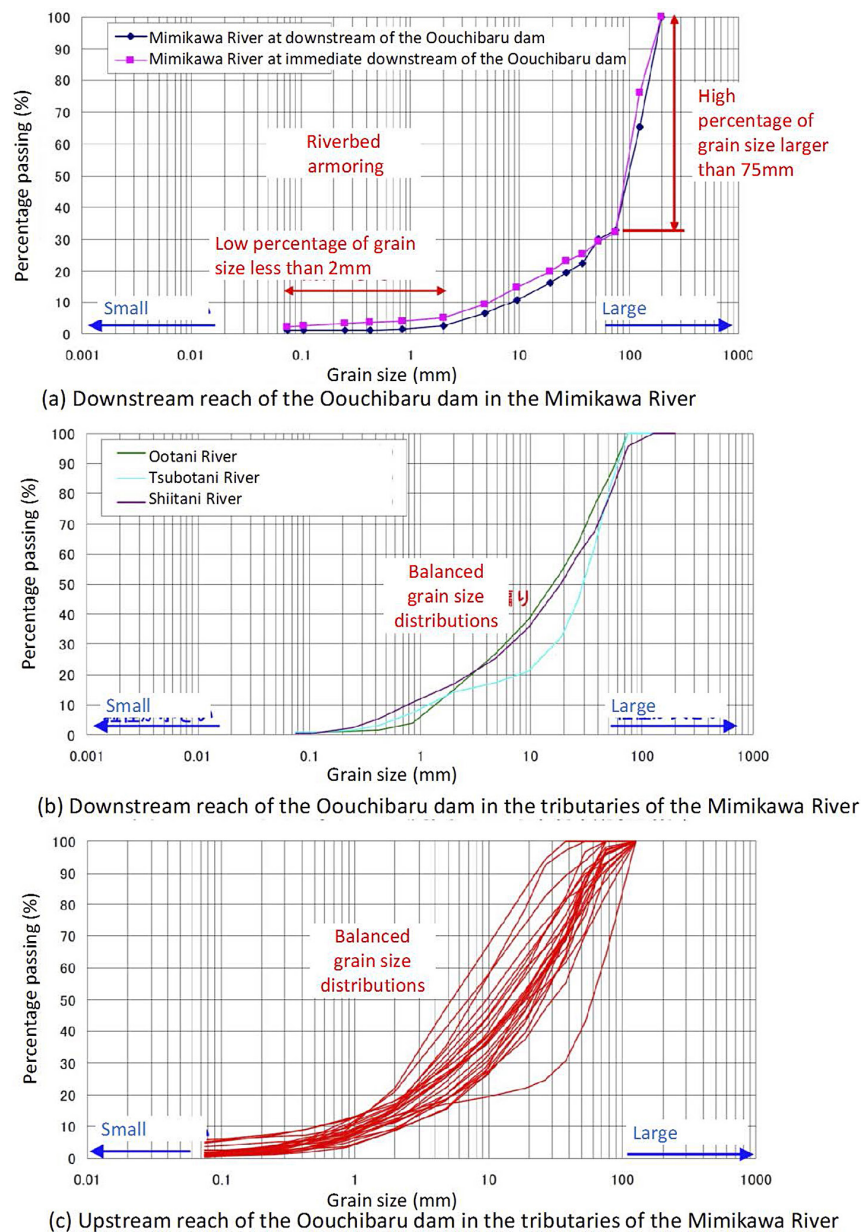 100
90
80
70
60
50
40
30
20
10
0
Percentage passing (%)
Mimikawa River at downstream of the Oouchibaru dam
Mimikawa River at immediate downstream of the Oouchibaru dam
Riverbed
armoring
High
percentage of
grain size larger
than 75mm
Low percentage of grain
size less than 2mm
Small
Large
0.001
0.01
0.1
1
10
100
1000
Grain size (mm)
(a) Downstream reach of the Oouchibaru dam in the Mimikawa River
100
90
80
70
60
50
40
30
20
10
0
Percentage passing (%)
Ootani River
Tsubotani River
Shiitani River
Balanced
grain size
distributions
り
Small
Large
0.001
0.01
0.1
1
10
100
1000
Grain size (mm)
(b) Downstream reach of the Oouchibaru dam in the tributaries of the Mimikawa River
100
90
80
70
60
50
40
30
20
10
0
Percentage passing (%)
Balanced
grain size
distributions
Small
Large
0.01
0.1
1
10
100
1000
Grain size (mm)
(c) Upstream reach of the Oouchibaru dam in the tributaries of the Mimikawa River